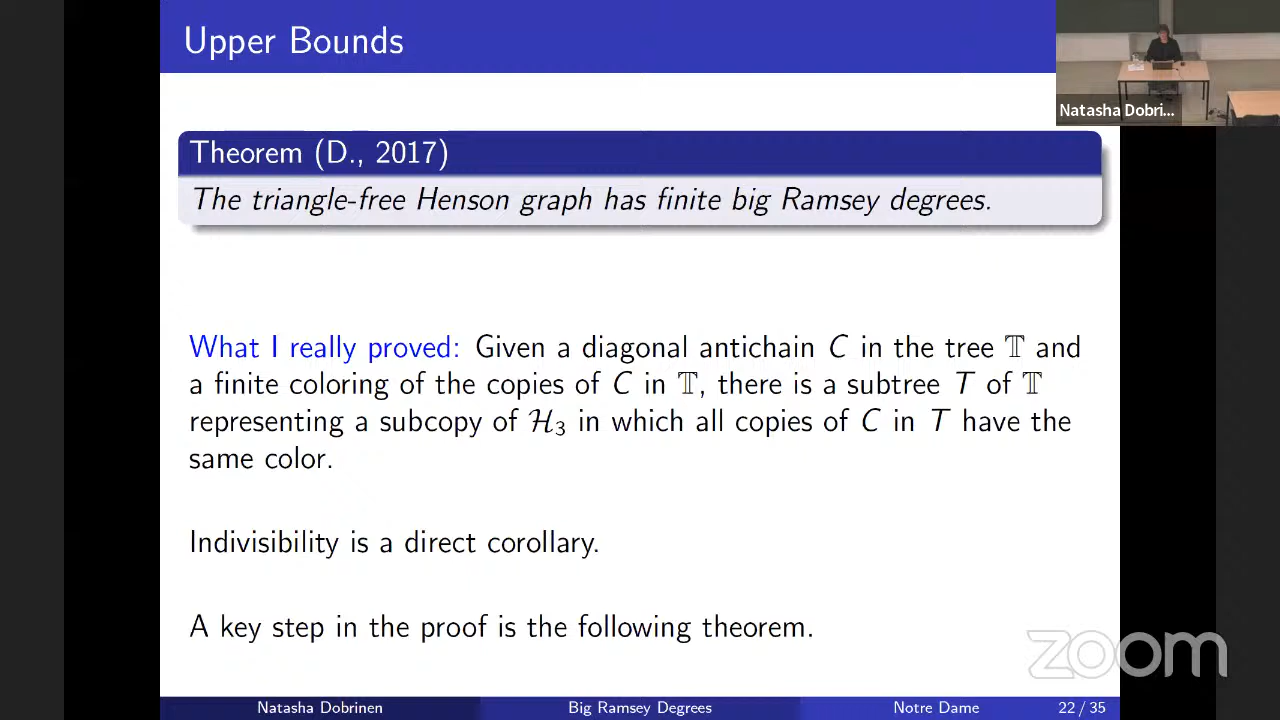 Upper Bounds
Natasha Dobri...
Theorem (D., 2017)
The triangle-free Henson graph has finite big Ramsey degrees.
What I really proved: Given a diagonal antichain C in the tree 𝕋 and
a finite coloring of the copies of C in 𝕋, there is a subtree T of 𝕋
representing a subcopy of ℋ₃ in which all copies of C in T have the
same color.
Indivisibility is a direct corollary.
A key step in the proof is the following theorem.
zoom
Natasha Dobrinen
Big Ramsey Degrees
Notre Dame
22 / 35